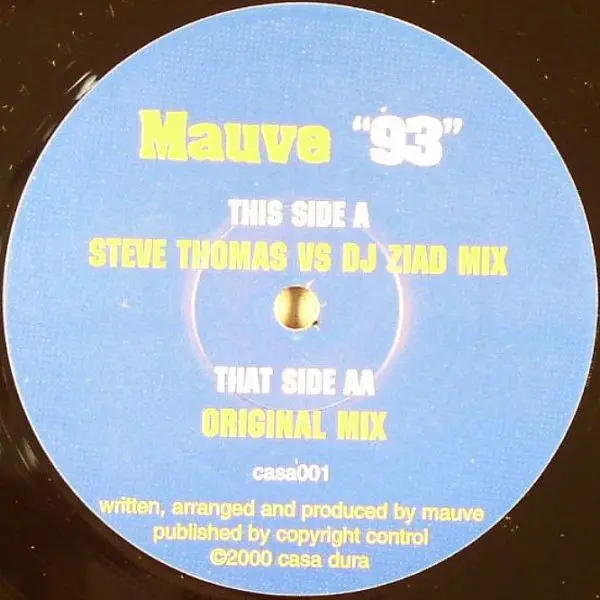 Mauve “93”
THIS SIDE A
STEVE THOMAS VS DJ ZIAD MIX
THAT SIDE AA
ORIGINAL MIX
casa001
written, arranged and produced by mauve
published by copyright control
©2000 casa dura